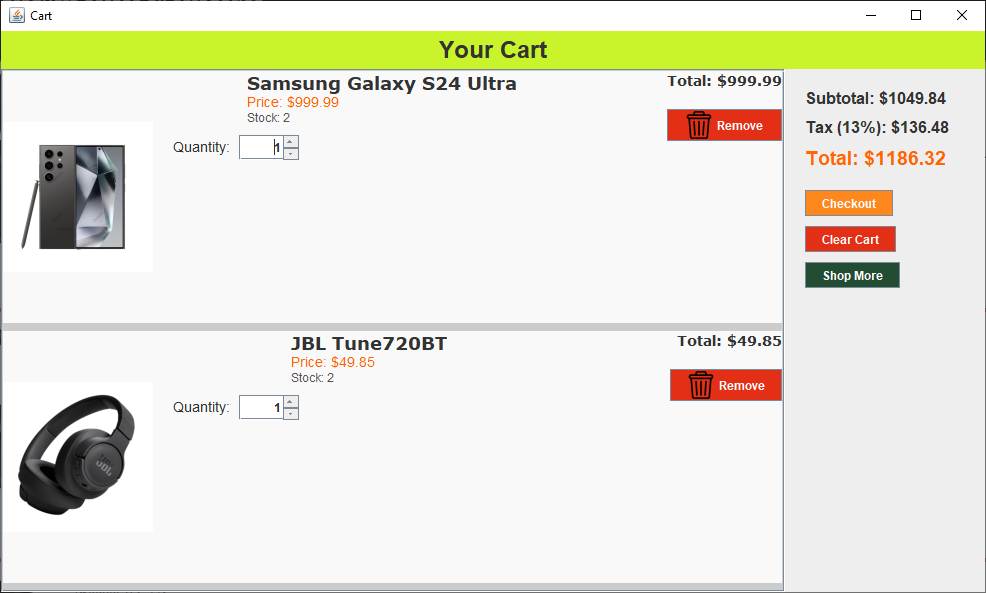 Cart
Your Cart
Samsung Galaxy S24 Ultra
Price: $999.99
Stock: 2
Quantity: 1
Total: $999.99
Remove
JBL Tune720BT
Price: $49.85
Stock: 2
Quantity: 1
Total: $49.85
Remove
JBL
Subtotal: $1049.84
Tax (13%): $136.48
Total: $1186.32
Checkout
Clear Cart
Shop More